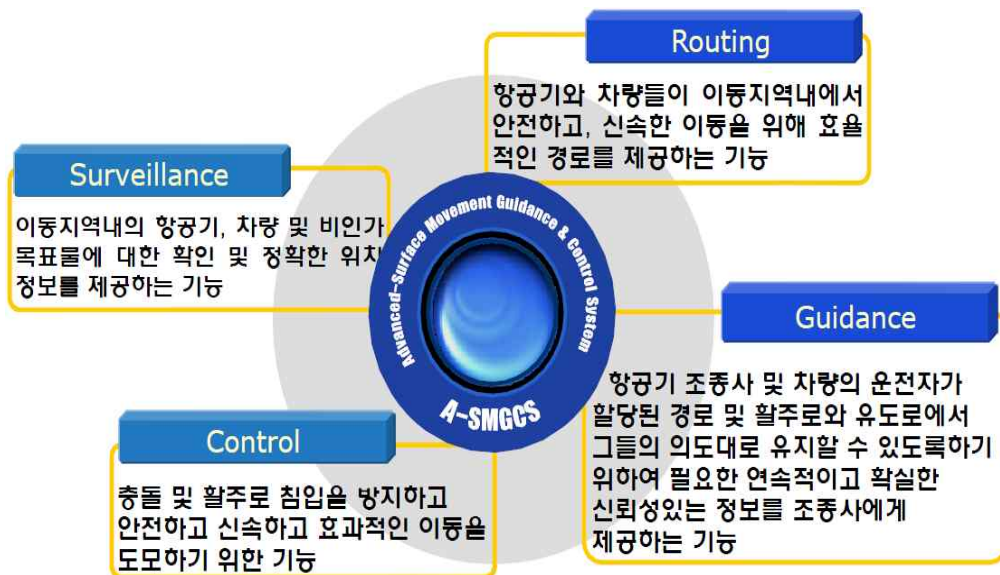 Routing
항공기와 차량들이 이동지역내에서
안전하고, 신속한 이동을 위해 효율
적인 경로를 제공하는 기능
Surveillance
이동지역내의 항공기, 차량 및 비인가
목표물에 대한 확인 및 정확한 위치
정보를 제공하는 기능
Advanced-Surface Movement Guidance & Control System
A-SMGCS
Guidance
항공기 조종사 및 차량의 운전자가
할당된 경로 및 활주로와 유도로에서
그들의 의도대로 유지할 수 있도록하기
위하여 필요한 연속적이고 확실한
신뢰성있는 정보를 조종사에게
제공하는 기능
Control
충돌 및 활주로 침입을 방지하고
안전하고 신속하고 효과적인 이동을
도모하기 위한 기능